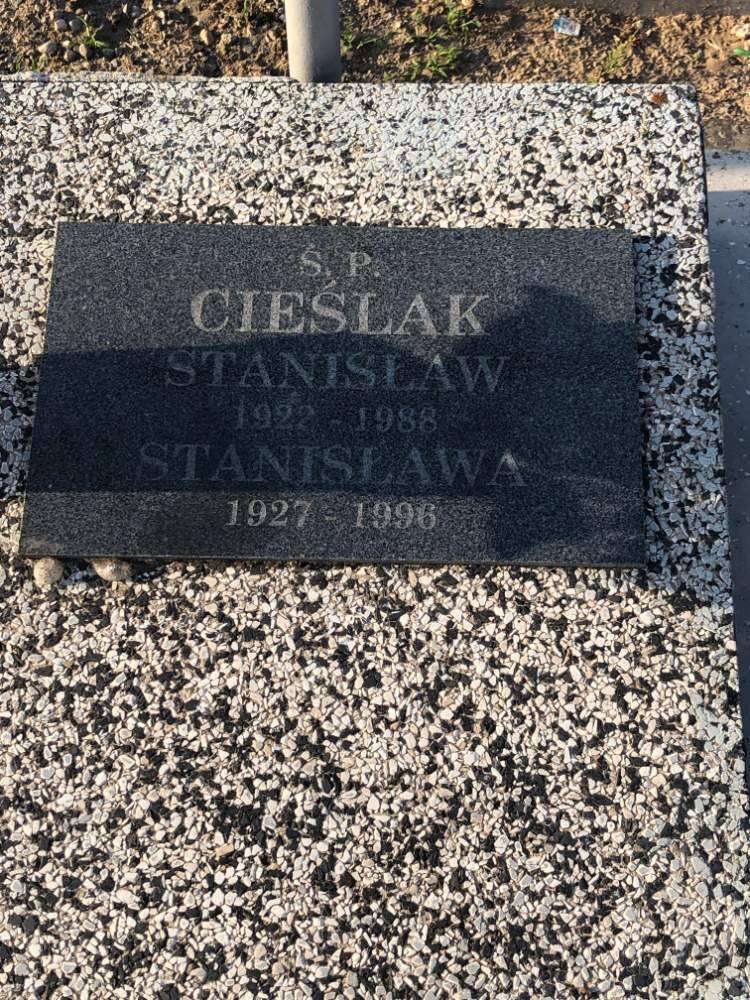 Ś. P.
CIEŚLAK
STANISŁAW
1922 - 1988
STANISŁAWA
1927 - 1996